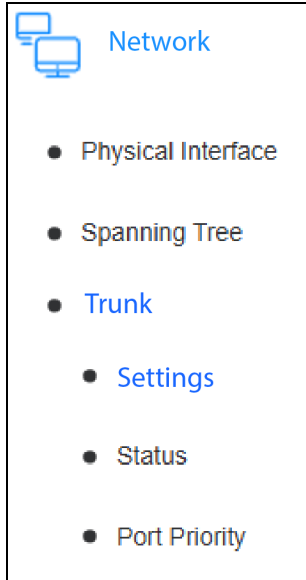 Network
Physical Interface
Spanning Tree
Trunk
Settings
Status
Port Priority